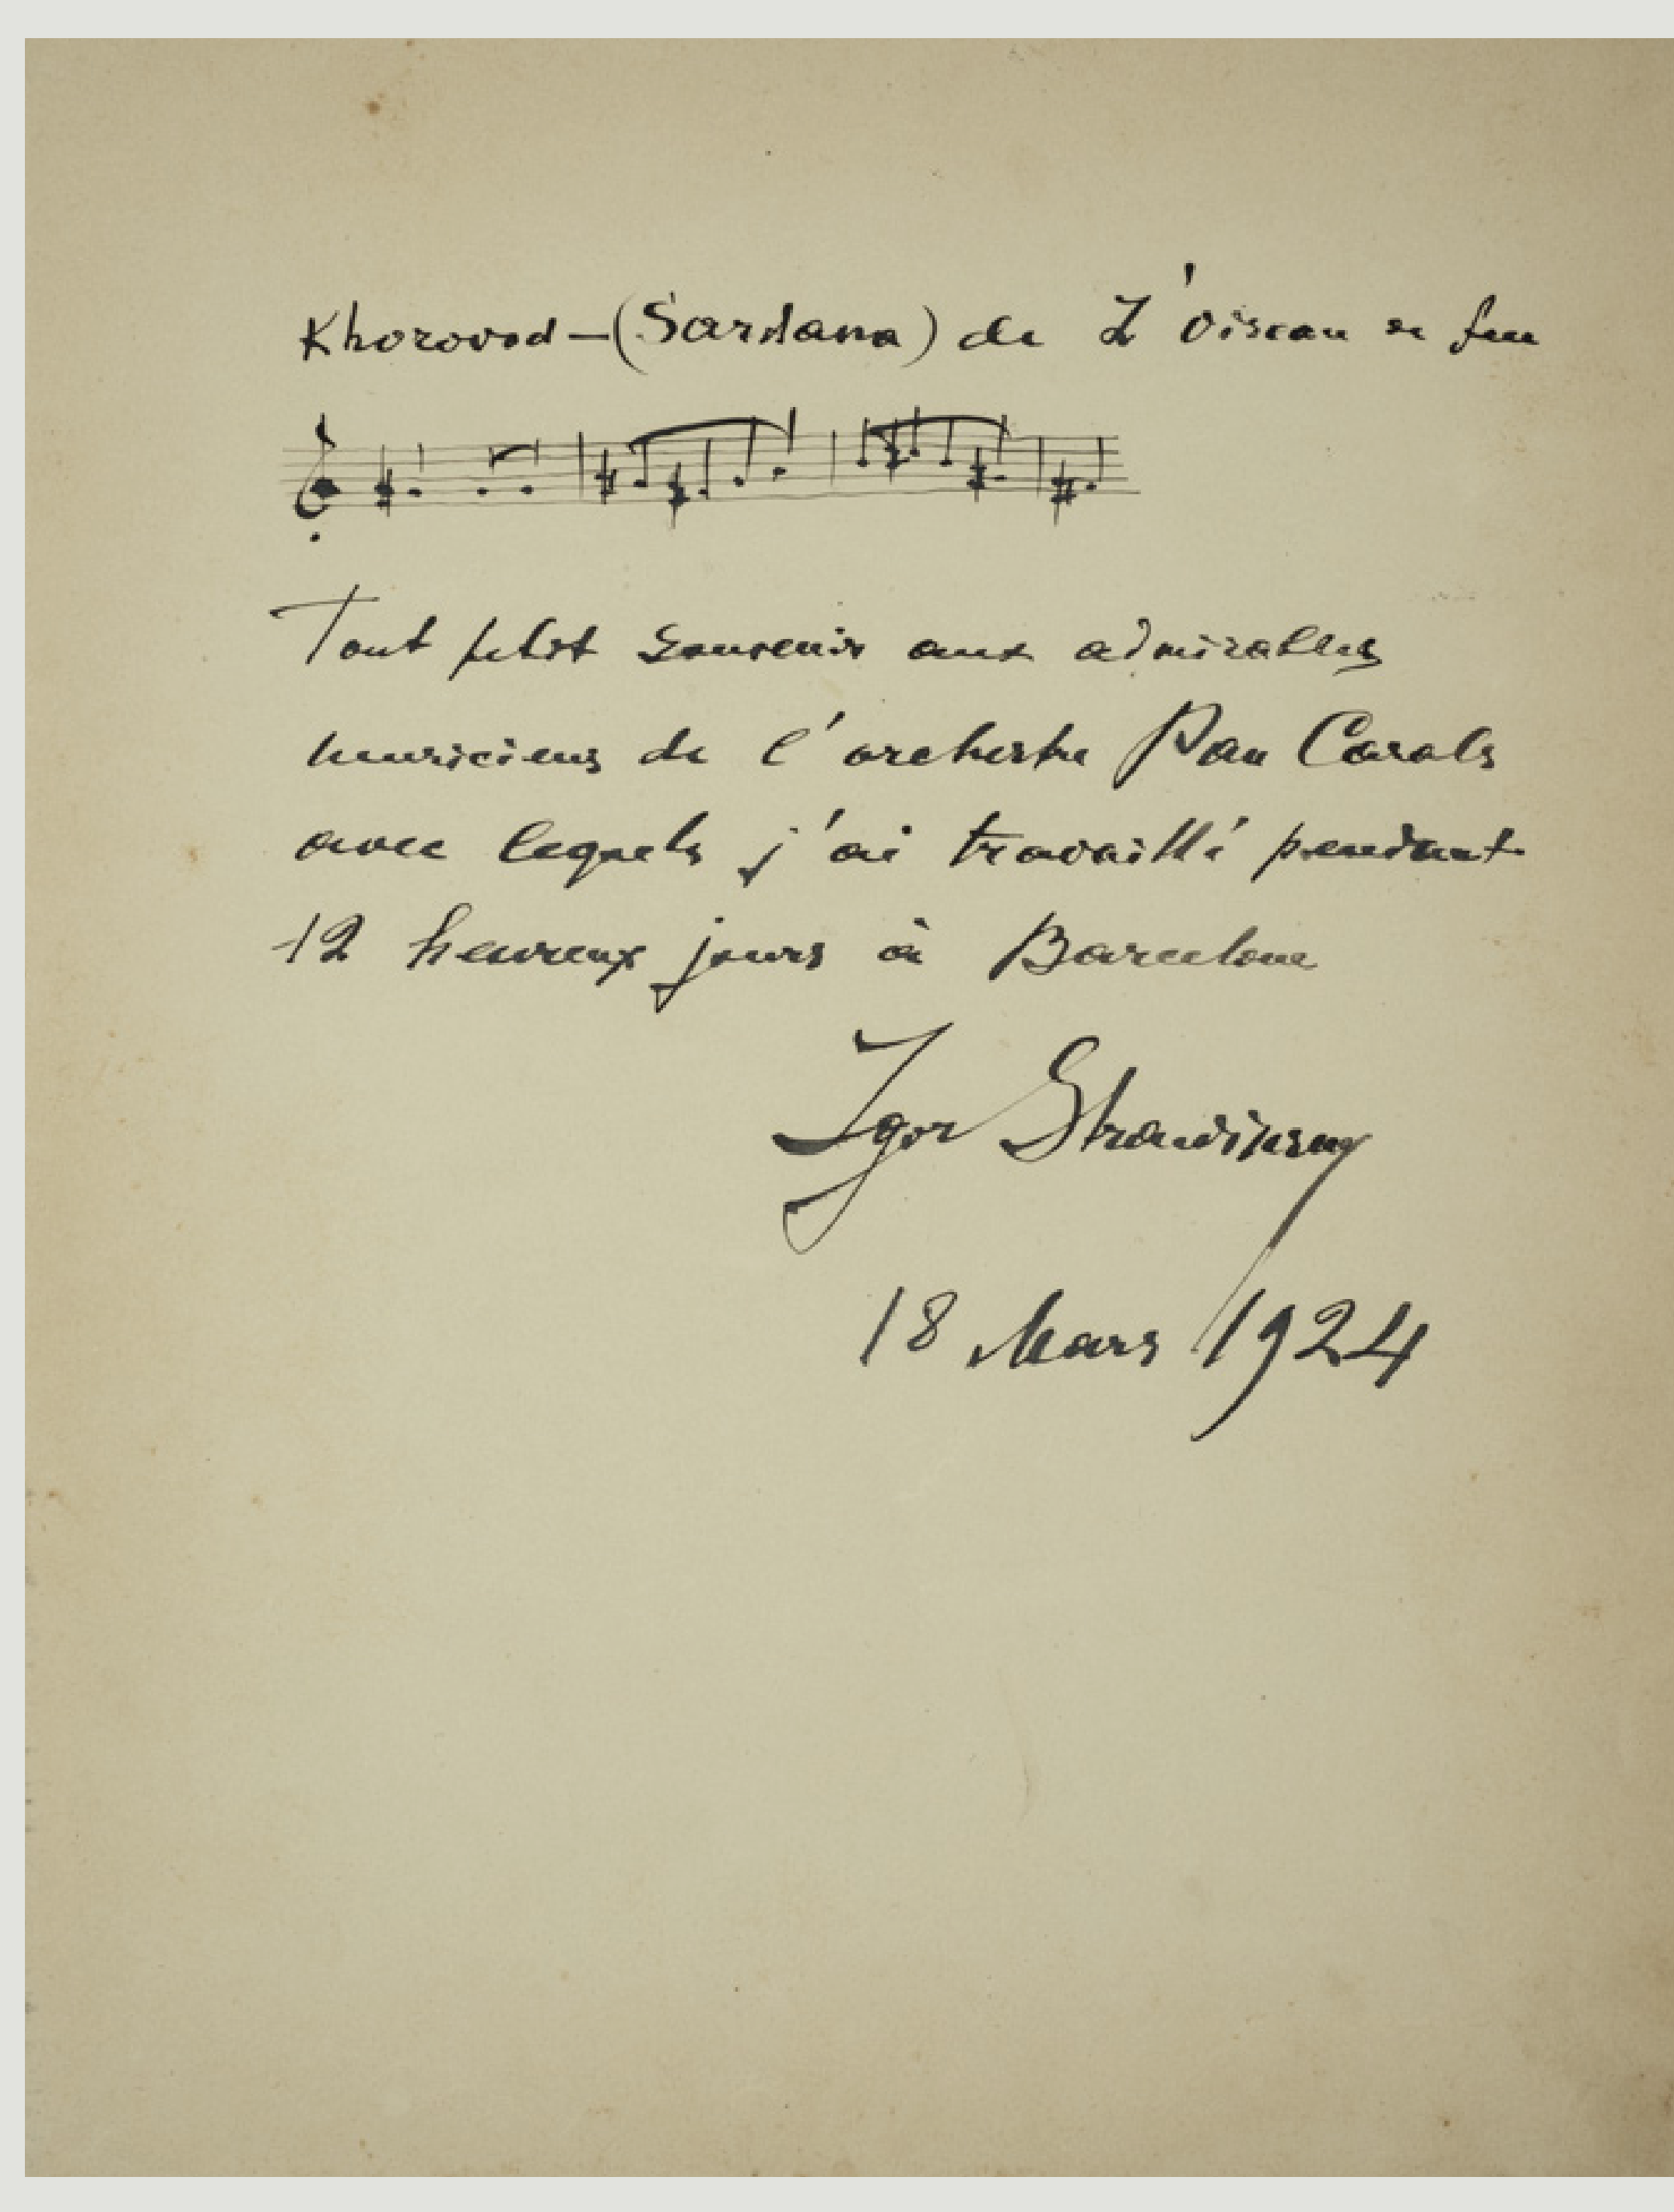 Khorovod—(Sardana) de L'Oiseau de feu
Tout petit souvenir aux admirables
musiciens de l'orchestre Pau Casals
avec lequels j'ai travaillé pendant
12 heureux jours à Barcelone
Igor Strawinsky
18 Mars 1924